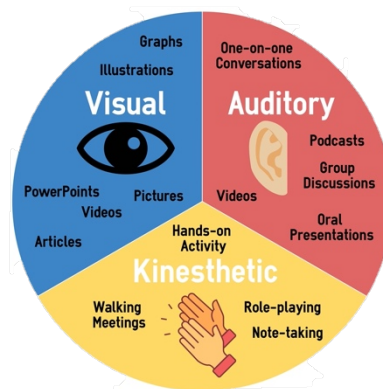 Graphs
Illustrations
Visual
PowerPoints
Pictures
Videos
Articles
One-on-one
Conversations
Auditory
Podcasts
Group
Discussions
Videos
Oral
Presentations
Hands-on
Activity
Kinesthetic
Walking
Meetings
Role-playing
Note-taking